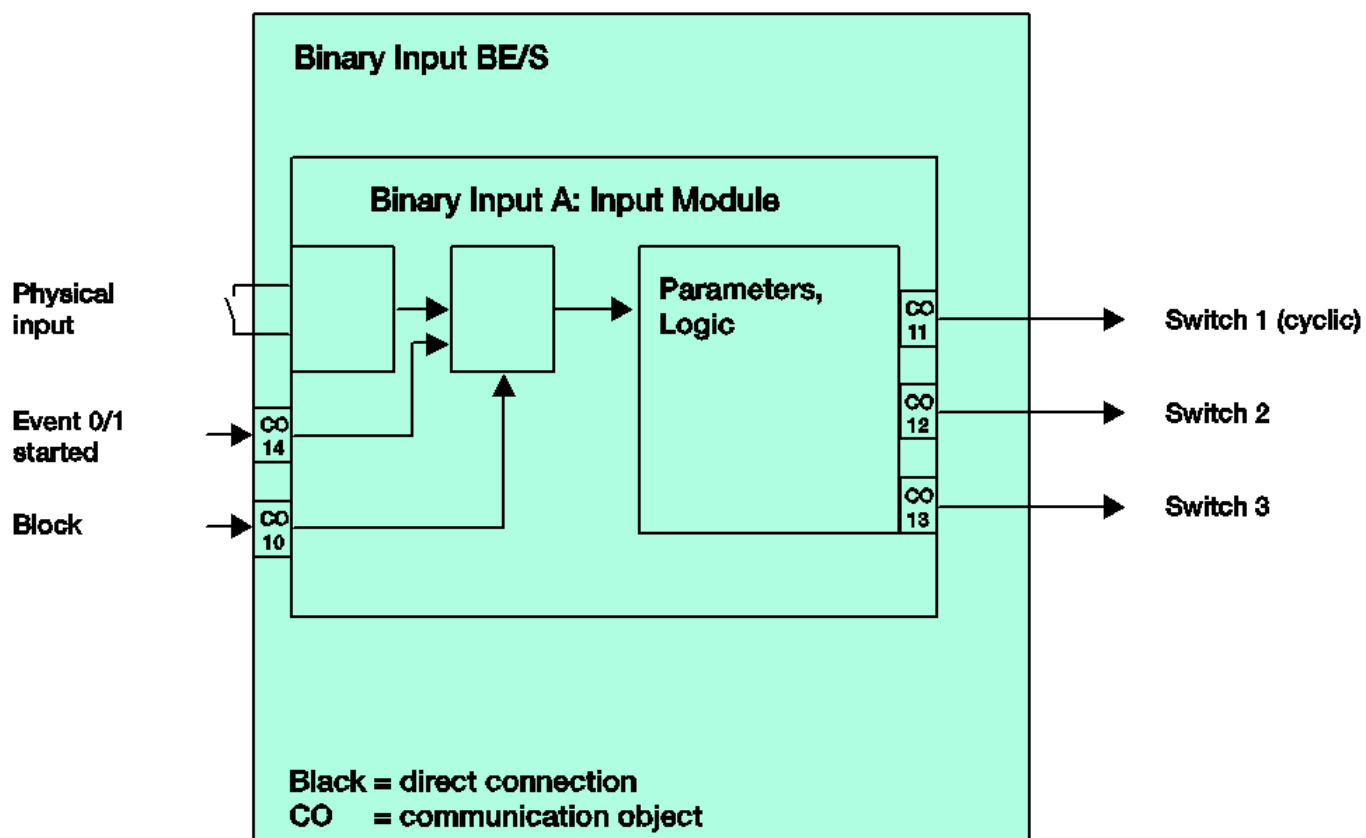 Binary Input BE/S
Binary Input A: Input Module
Physical
input
Parameters,
Logic
CO
11
Switch 1 (cyclic)
Event 0/1
started
CO
14
CO
12
Switch 2
Block
CO
10
CO
13
Switch 3
Black = direct connection
CO = communication object